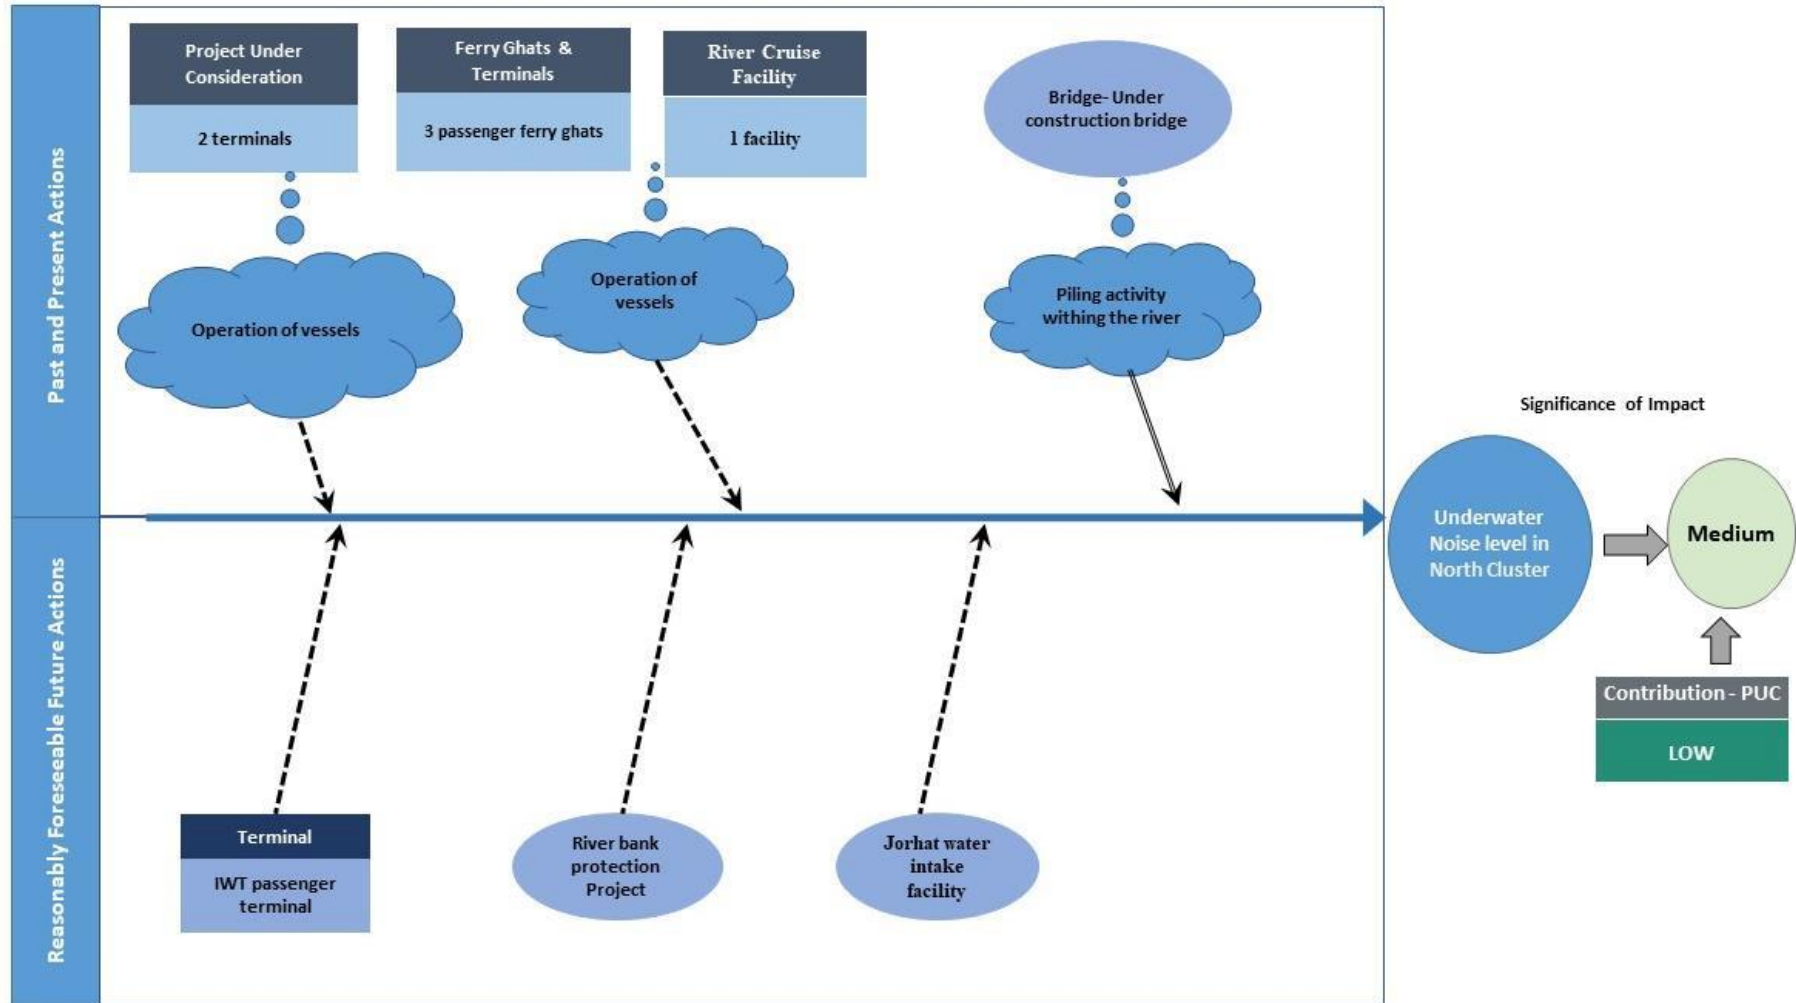 Past and Present Actions
Project Under
Consideration
2 terminals
Ferry Ghats &
Terminals
3 passenger ferry ghats
River Cruise
Facility
1 facility
Bridge- Under
construction bridge
Operation of vessels
Operation of
vessels
Piling activity
withing the river
Significance of Impact
Underwater
Noise level in
North Cluster
Medium
Contribution - PUC
LOW
Reasonably Foreseeable Future Actions
Terminal
IWT passenger
terminal
River bank
protection
Project
Jorhat water
intake
facility